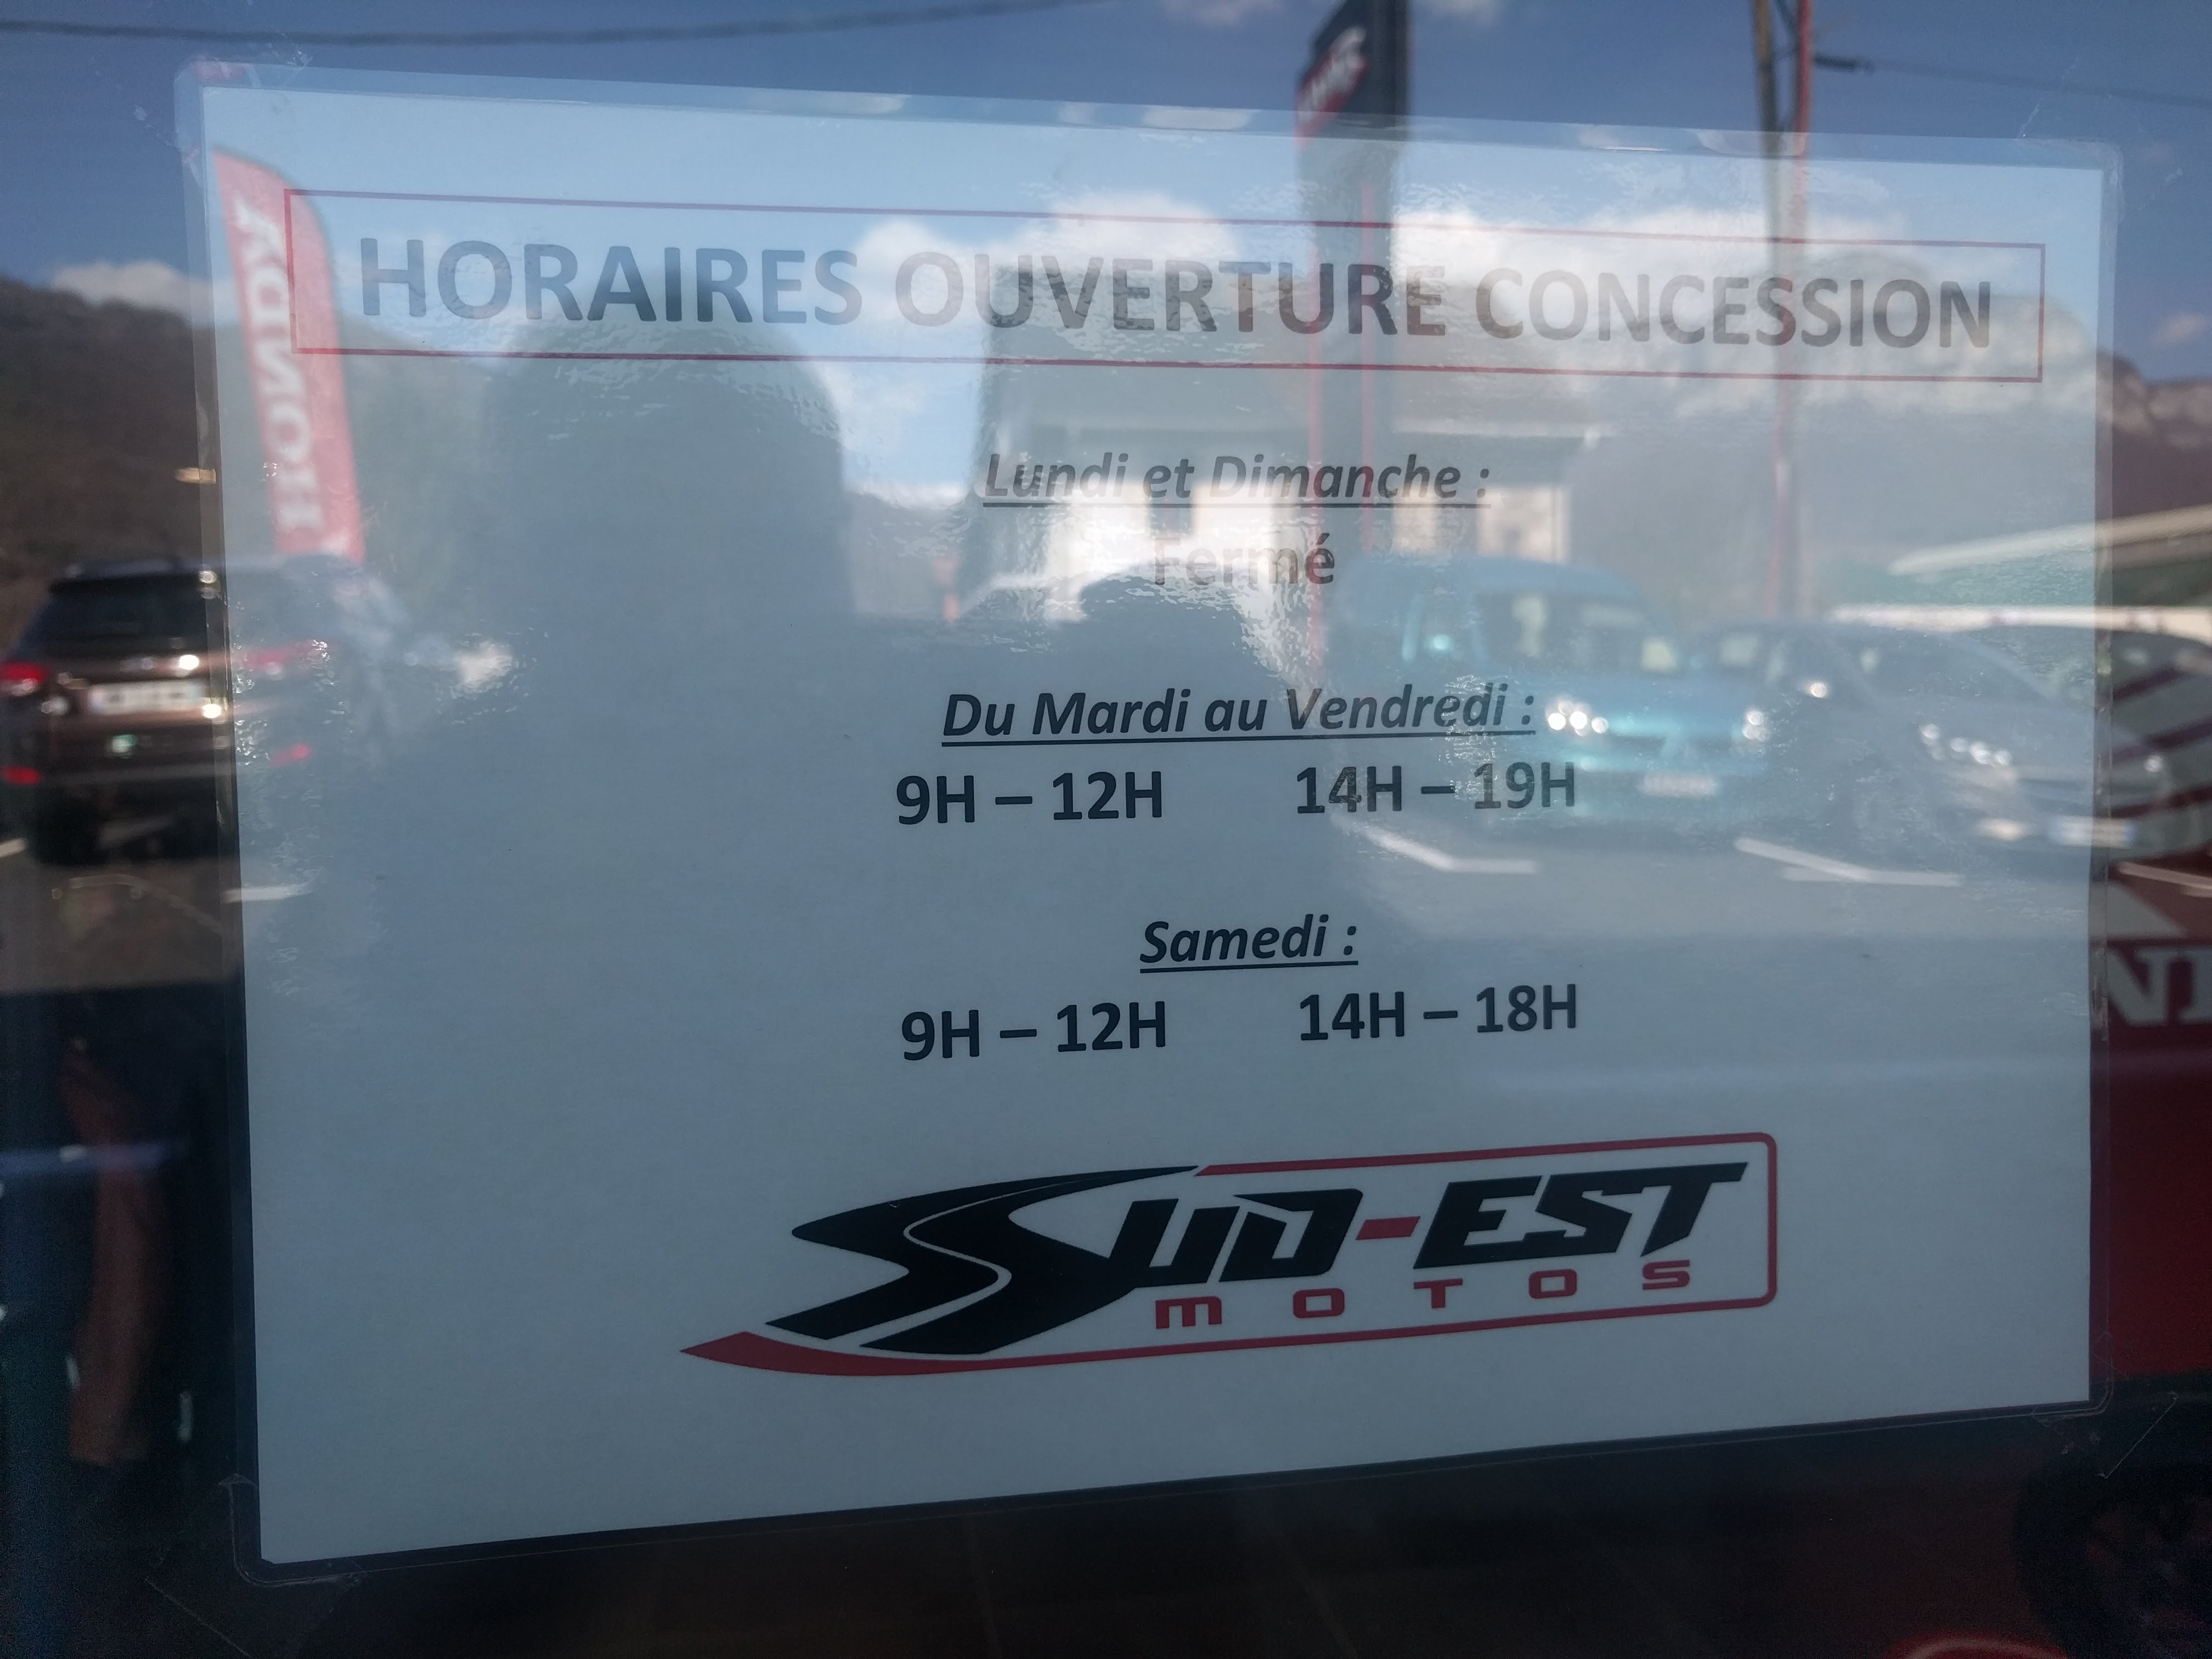 HORAIRES OUVERTURE CONCESSION
Lundi et Dimanche :
Fermé
Du Mardi au Vendredi :
9H – 12H 14H – 19H
Samedi :
9H – 12H 14H – 18H
SUD-EST
MOTOS
HONDA